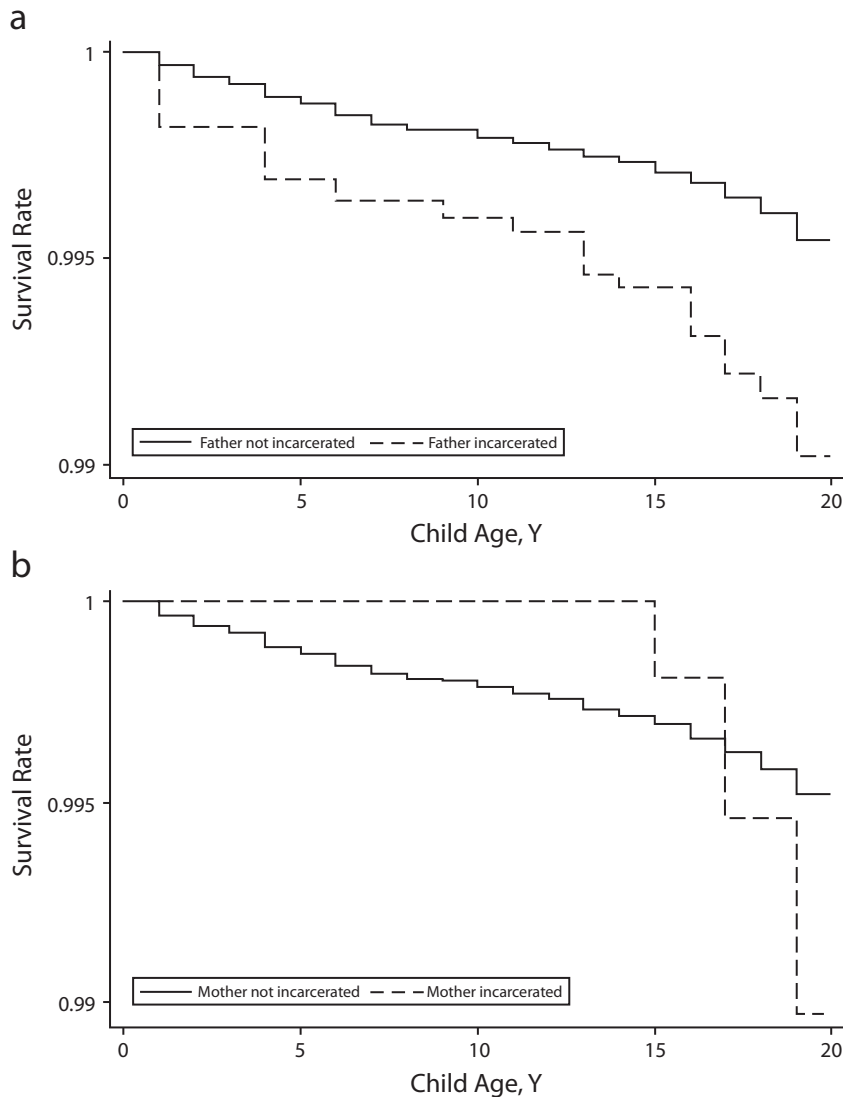 a
1
0.995
0.99
Survival Rate
Father not incarcerated Father incarcerated
0 5 10 15 20
Child Age, Y
b
1
0.995
0.99
Survival Rate
Mother not incarcerated Mother incarcerated
0 5 10 15 20
Child Age, Y